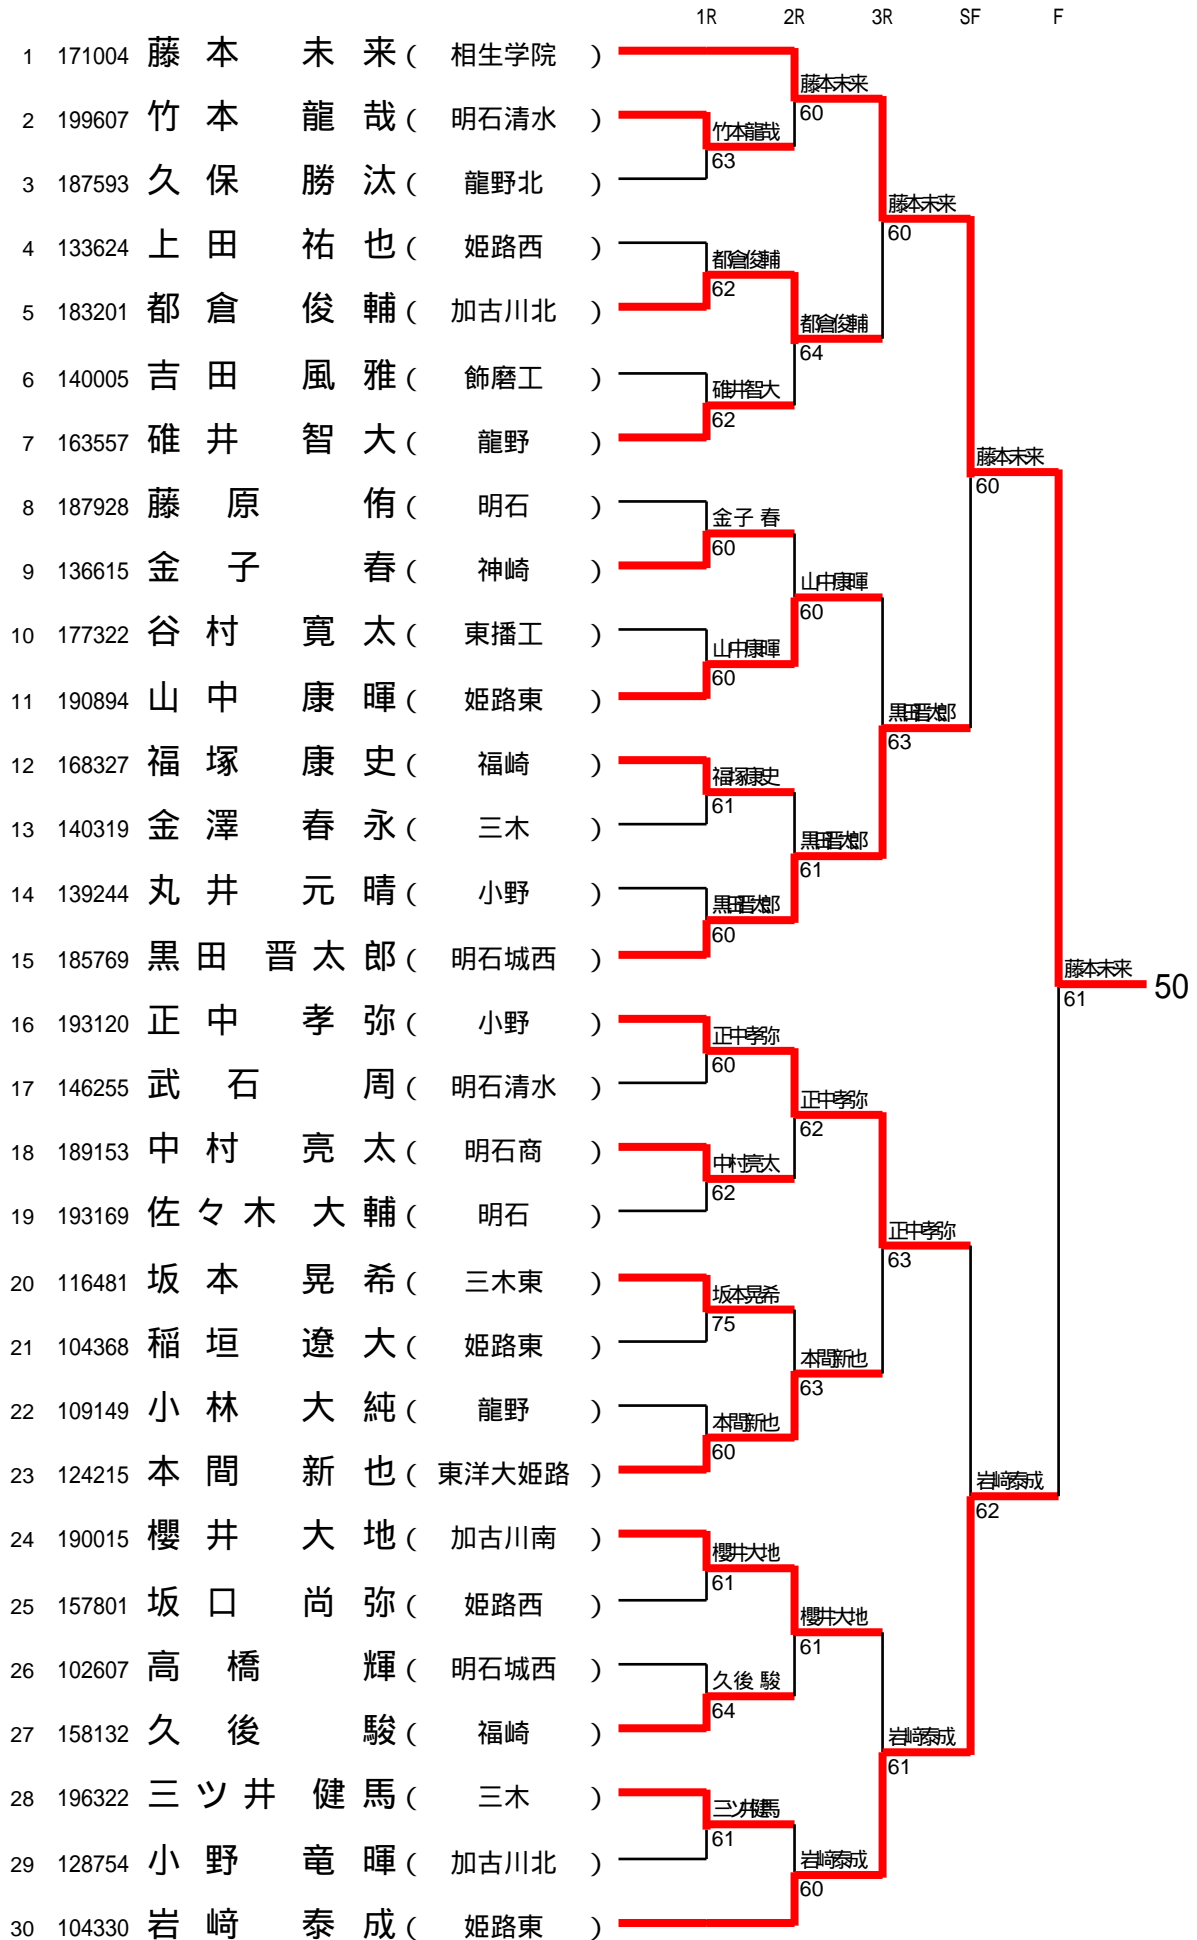 1R 2R 3R SF F
1 171004 藤本 未来 ( 相生学院 )
藤本未来
60
2 199607 竹本 龍哉 ( 明石清水 )
竹本龍哉
63
3 187593 久保 勝汰 ( 龍野北 )
藤本未来
60
4 133624 上田 祐也 ( 姫路西 )
都倉俊輔
62
5 183201 都倉 俊輔 ( 加古川北 )
都倉俊輔
64
6 140005 吉田 風雅 ( 飾磨工 )
碓井智大
62
7 163557 碓井 智大 ( 龍野 )
藤本未来
60
8 187928 藤原 侑 ( 明石 )
金子 春
60
9 136615 金子 春 ( 神崎 )
山中康暉
60
10 177322 谷村 寛太 ( 東播工 )
山中康暉
60
11 190894 山中 康暉 ( 姫路東 )
黒田晋太郎
63
12 168327 福塚 康史 ( 福崎 )
福塚康史
61
13 140319 金澤 春永 ( 三木 )
黒田晋太郎
61
14 139244 丸井 元晴 ( 小野 )
黒田晋太郎
60
15 185769 黒田 晋太郎 ( 明石城西 )
藤本未来
61
50
16 193120 正中 孝弥 ( 小野 )
正中孝弥
60
17 146255 武石 周 ( 明石清水 )
正中孝弥
62
18 189153 中村 亮太 ( 明石商 )
中村亮太
62
19 193169 佐々木 大輔 ( 明石 )
正中孝弥
63
20 116481 坂本 晃希 ( 三木東 )
坂本晃希
75
21 104368 稲垣 遼大 ( 姫路東 )
本間新也
63
22 109149 小林 大純 ( 龍野 )
本間新也
60
23 124215 本間 新也 ( 東洋大姫路 )
岩﨑泰成
62
24 190015 櫻井 大地 ( 加古川南 )
櫻井大地
61
25 157801 坂口 尚弥 ( 姫路西 )
櫻井大地
61
26 102607 高橋 輝 ( 明石城西 )
久後 駿
64
27 158132 久後 駿 ( 福崎 )
岩﨑泰成
61
28 196322 三ツ井 健馬 ( 三木 )
三ツ井健馬
61
29 128754 小野 竜暉 ( 加古川北 )
岩﨑泰成
60
30 104330 岩﨑 泰成 ( 姫路東 )